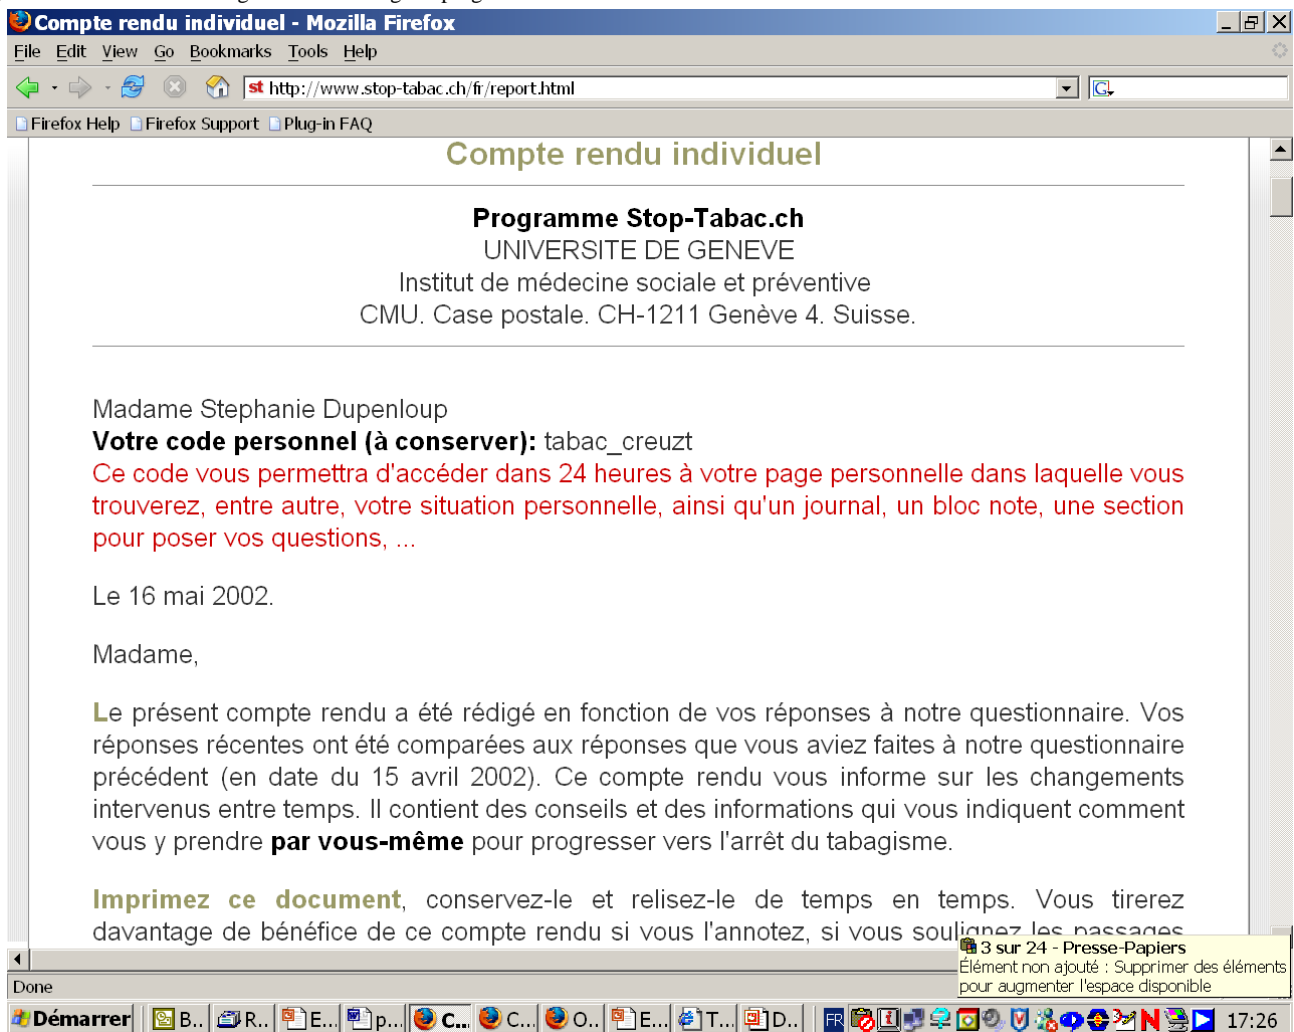 Compte rendu individuel - Mozilla Firefox
File Edit View Go Bookmarks Tools Help
st http://www.stop-tabac.ch/fr/report.html
G
Firefox Help Firefox Support Plug-in FAQ
Compte rendu individuel
Programme Stop-Tabac.ch
UNIVERSITE DE GENEVE
Institut de médecine sociale et préventive
CMU. Case postale. CH-1211 Genève 4. Suisse.
Madame Stephanie Dupenloup
Votre code personnel (à conserver): tabac_creuzt
Ce code vous permettra d'accéder dans 24 heures à votre page personnelle dans laquelle vous
trouverez, entre autre, votre situation personnelle, ainsi qu'un journal, un bloc note, une section
pour poser vos questions, ...
Le 16 mai 2002.
Madame,
Le présent compte rendu a été rédigé en fonction de vos réponses à notre questionnaire. Vos
réponses récentes ont été comparées aux réponses que vous aviez faites à notre questionnaire
précédent (en date du 15 avril 2002). Ce compte rendu vous informe sur les changements
intervenus entre temps. Il contient des conseils et des informations qui vous indiquent comment
vous y prendre par vous-même pour progresser vers l'arrêt du tabagisme.
Imprimez ce document, conservez-le et relisez-le de temps en temps. Vous tirerez
davantage de bénéfice de ce compte rendu si vous l'annotez, si vous soulignez les passages
3 sur 24 - Presse-Papiers
Élément non ajouté : Supprimer des éléments
pour augmenter l'espace disponible
Done
Démarrer B.. R.. E... p... C... C... O.. E... T... D.. FR 17:26